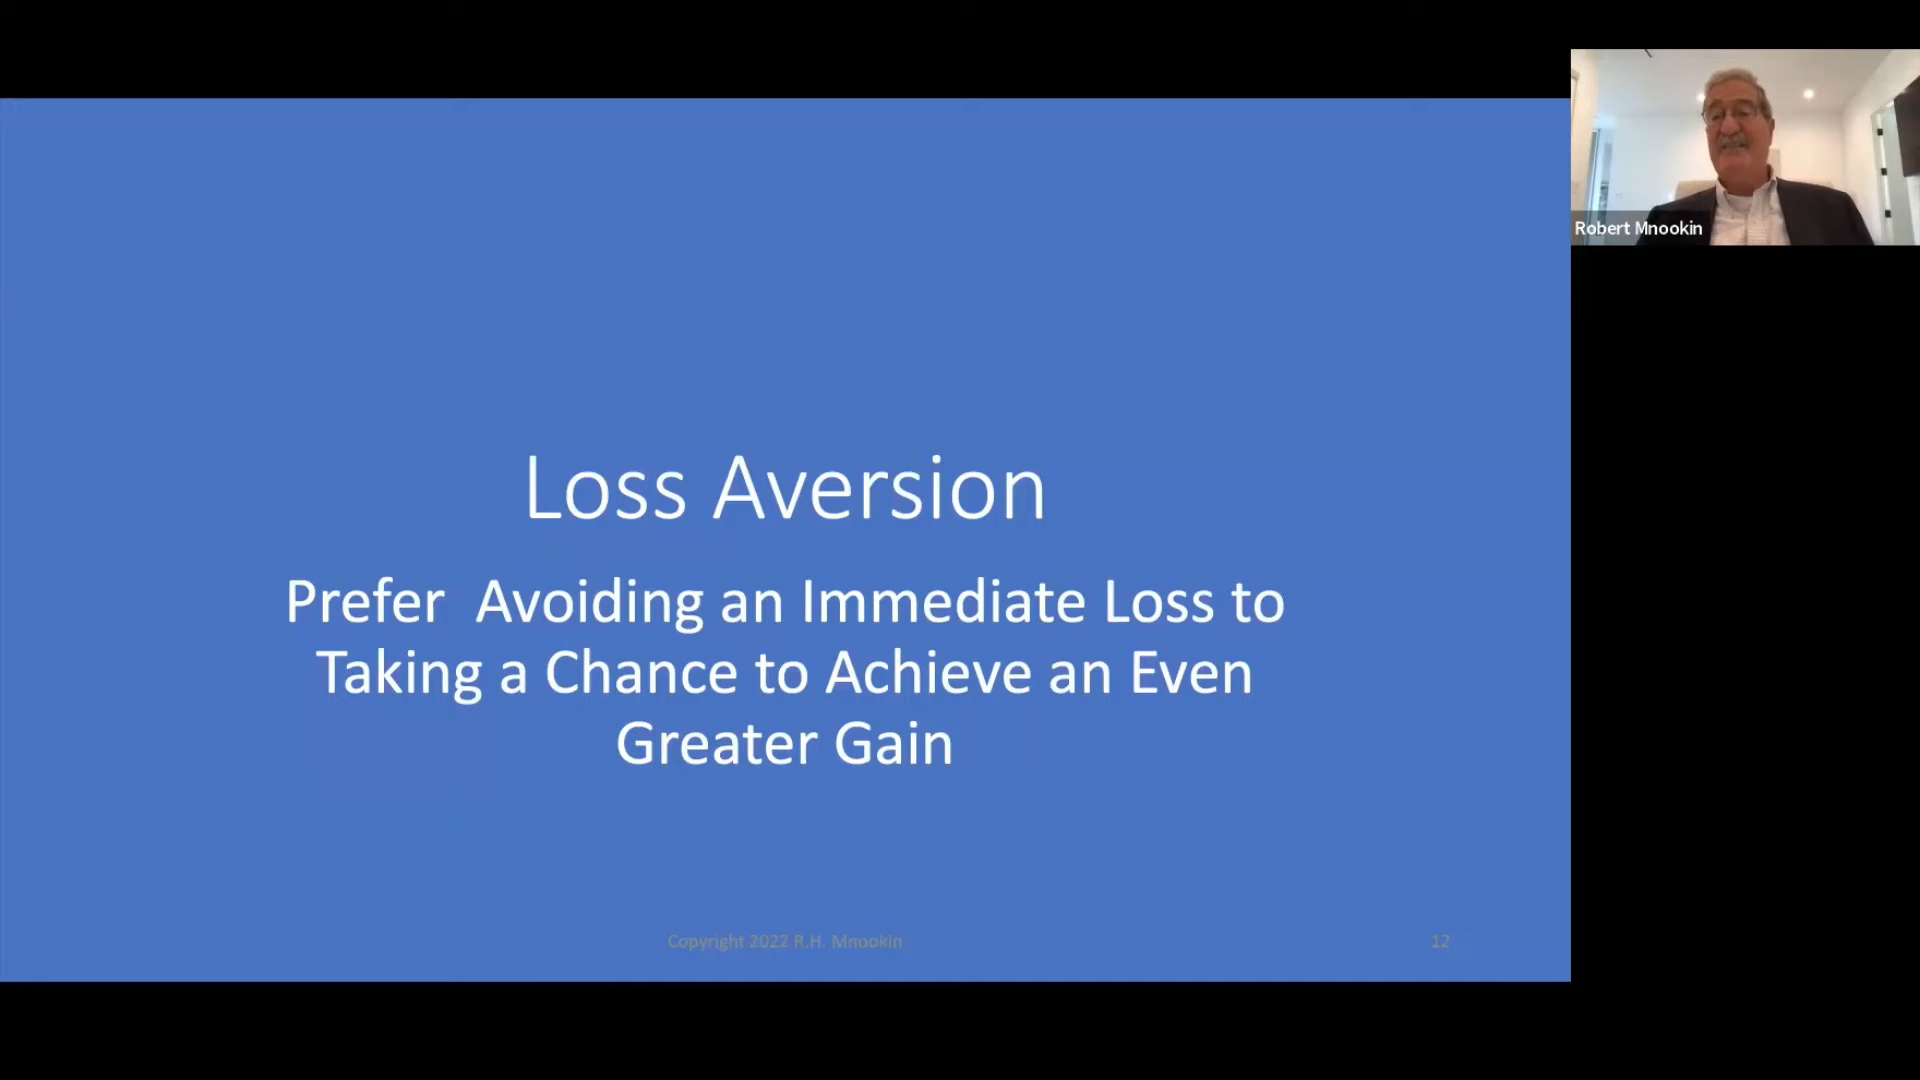 Robert Mnookin
Loss Aversion
Prefer  Avoiding an Immediate Loss to
Taking a Chance to Achieve an Even
Greater Gain
Copyright 2022 R.H. Mnookin
12